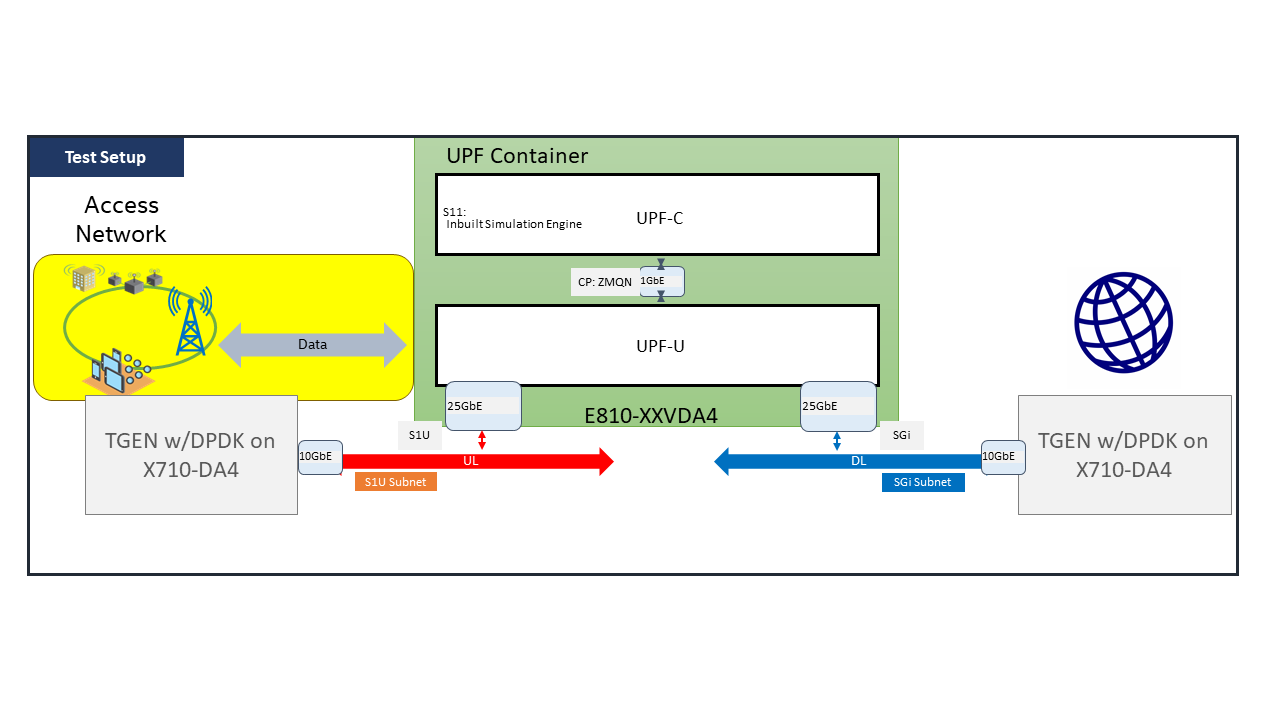 Test Setup
UPF Container
Access
Network
S11:
Inbuilt Simulation Engine
UPF-C
CP: ZMQN
1GbE
Data
UPF-U
25GbE
E810-XXVDA4
25GbE
S1U
SGi
TGEN w/DPDK on
X710-DA4
10GbE
UL
DL
10GbE
TGEN w/DPDK on
X710-DA4
S1U Subnet
SGi Subnet